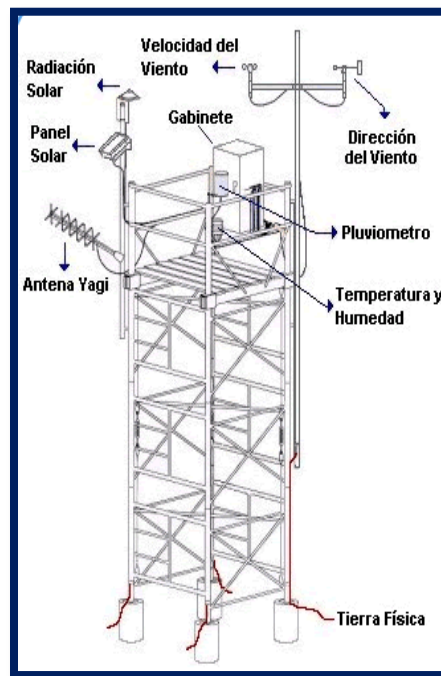 Velocidad del
Viento
Radiación
Solar
Gabinete
Panel
Solar
Dirección
del Viento
Pluviometro
Antena Yagi
Temperatura y
Humedad
Tierra Física